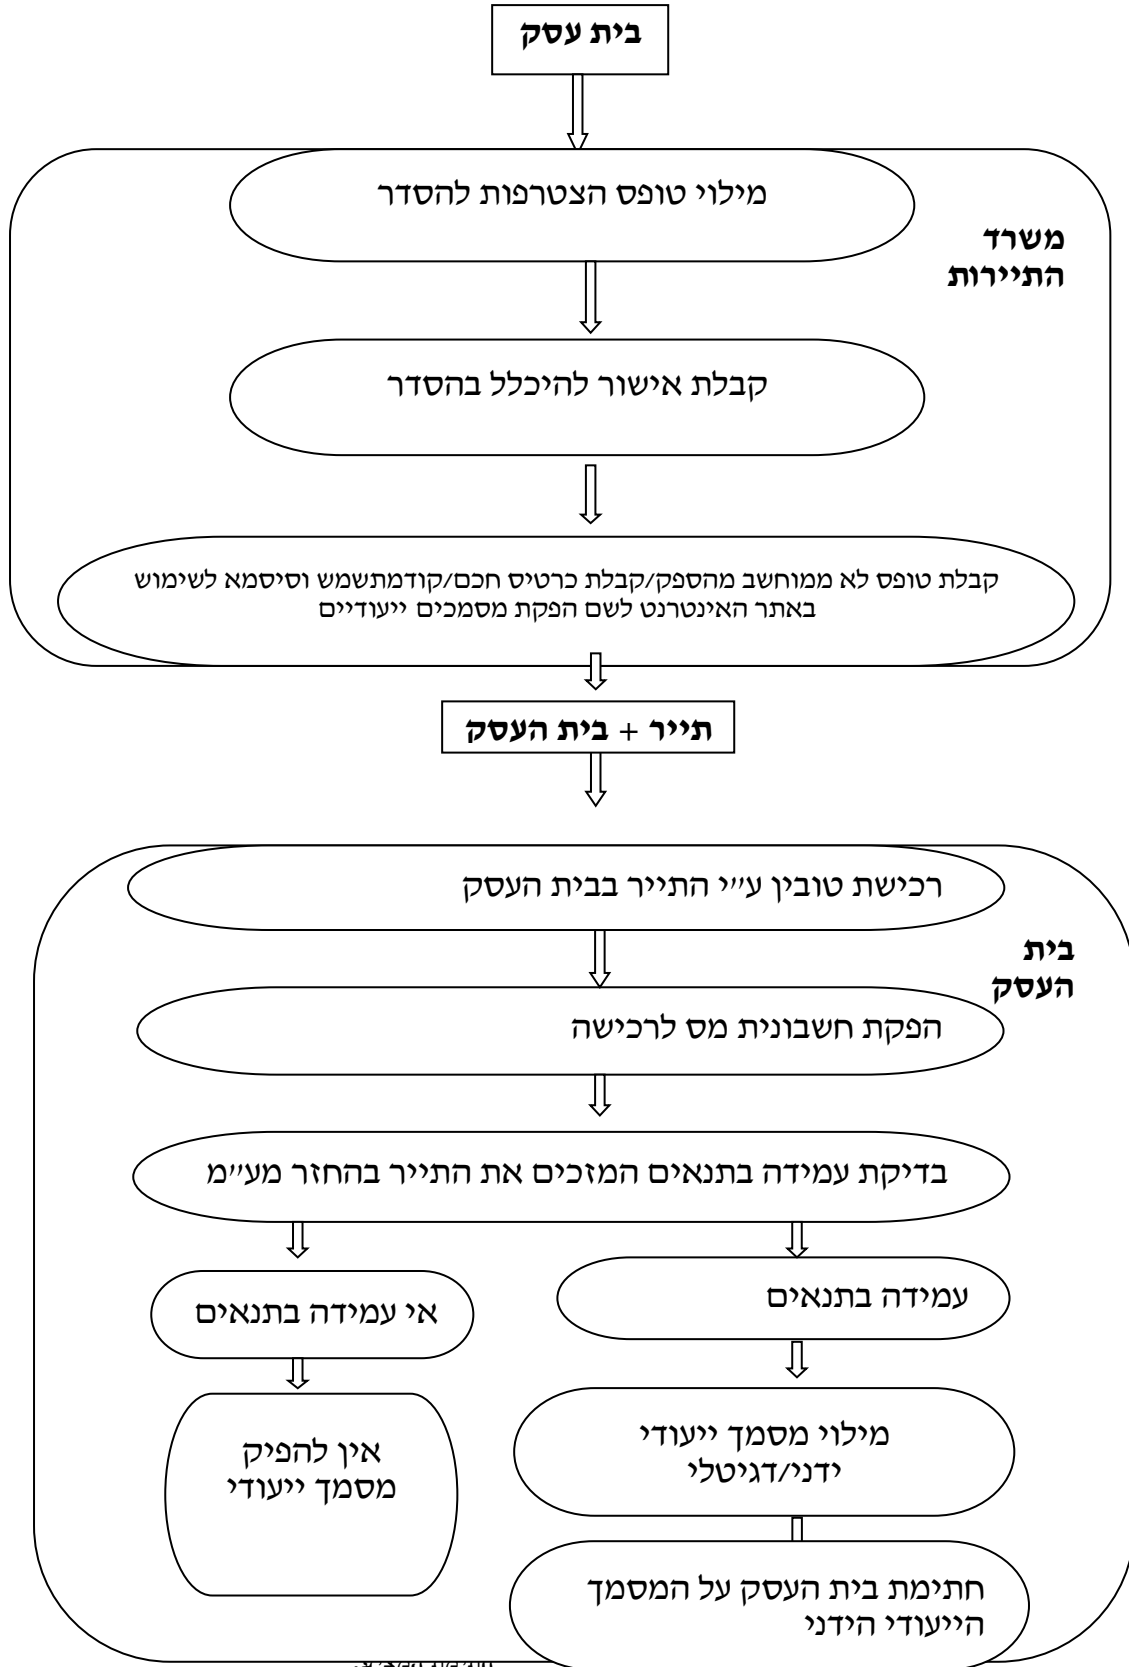 בית עסק
מילוי טופס הצטרפות להסדר
משרד
התיירות
קבלת אישור להיכלל בהסדר
קבלת טופס לא ממוחשב מהספק/קבלת כרטיס חכם/קודמתשמש וסיסמא לשימוש
באתר האינטרנט לשם הפקת מסמכים ייעודיים
תייר + בית העסק
רכישת טובין ע״י התייר בבית העסק
בית
העסק
הפקת חשבונית מס לרכישה
בדיקת עמידה בתנאים המזכים את התייר בהחזר מע״מ
עמידה בתנאים
אי עמידה בתנאים
מילוי מסמך ייעודי
ידני/דגיטלי
אין להפיק
מסמך ייעודי
חתימת בית העסק על המסמך
הייעודי הידני